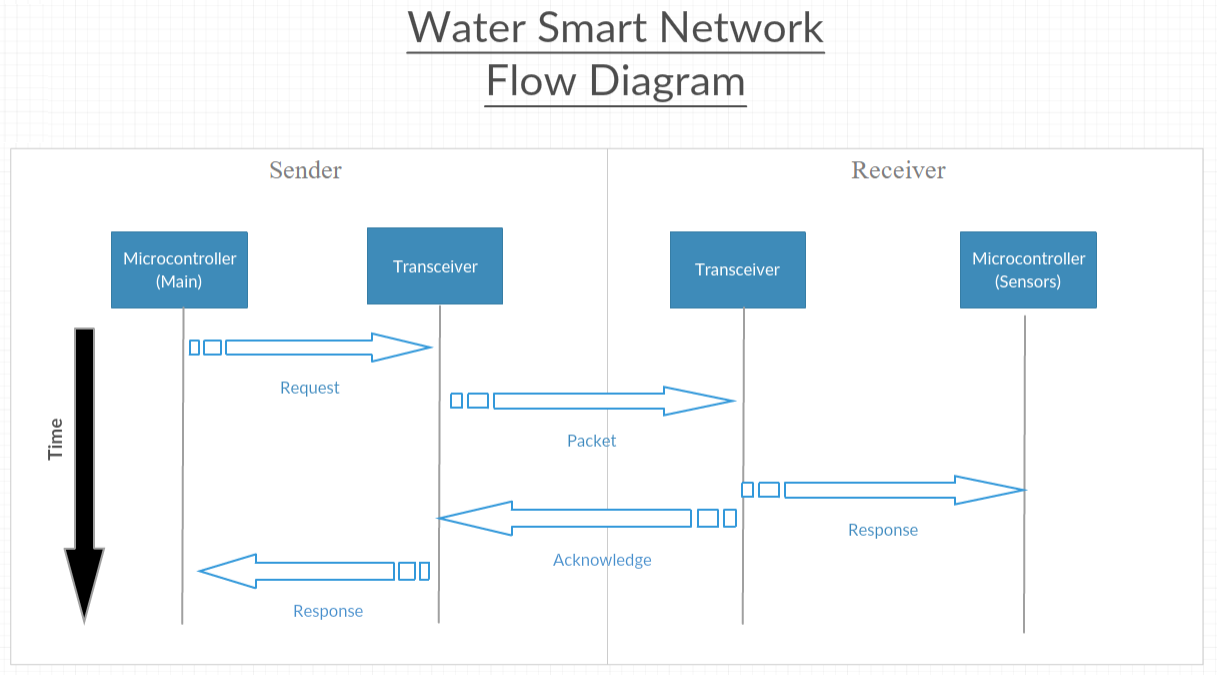 Water Smart Network
Flow Diagram
Sender
Receiver
Microcontroller
(Main)
Transceiver
Transceiver
Microcontroller
(Sensors)
Time
Request
Packet
Response
Acknowledge
Response